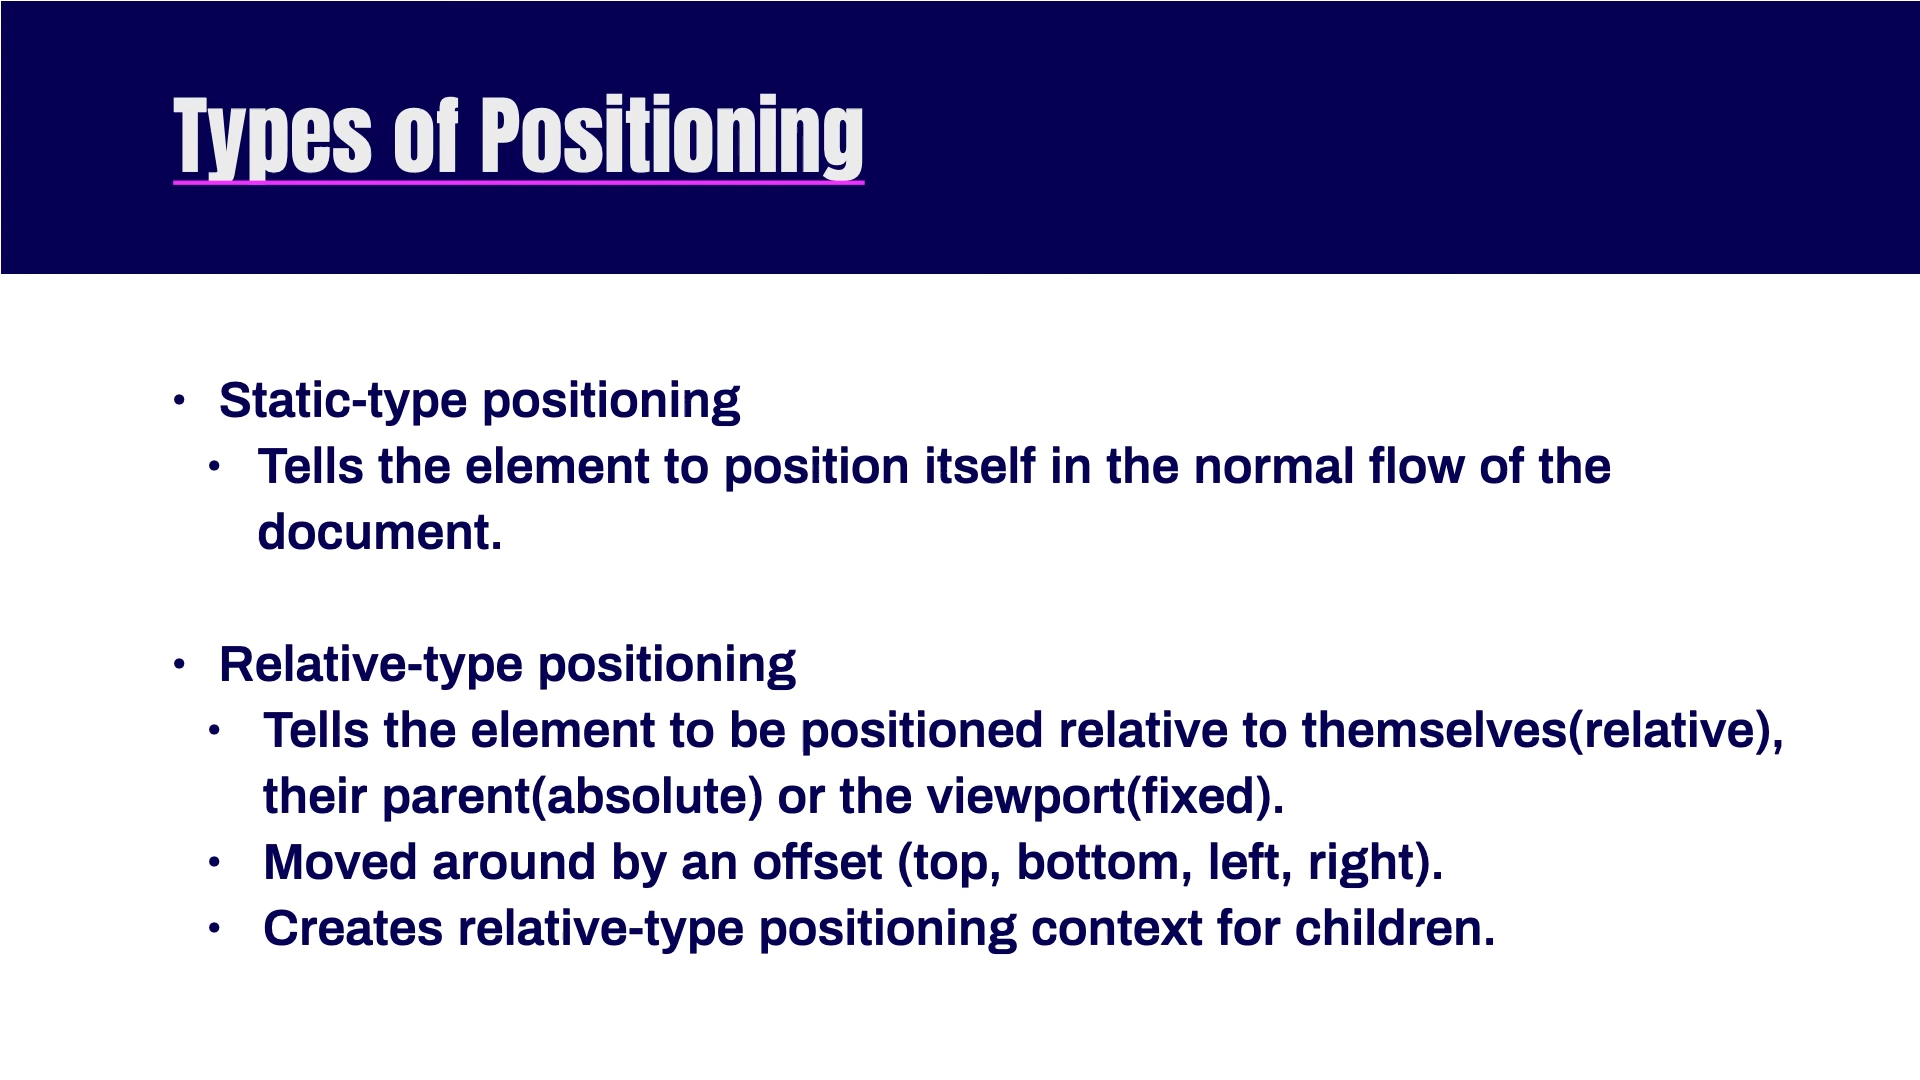 Types of Positioning
• Static-type positioning
• Tells the element to position itself in the normal flow of the
document.
• Relative-type positioning
• Tells the element to be positioned relative to themselves(relative),
their parent(absolute) or the viewport(fixed).
• Moved around by an offset (top, bottom, left, right).
• Creates relative-type positioning context for children.